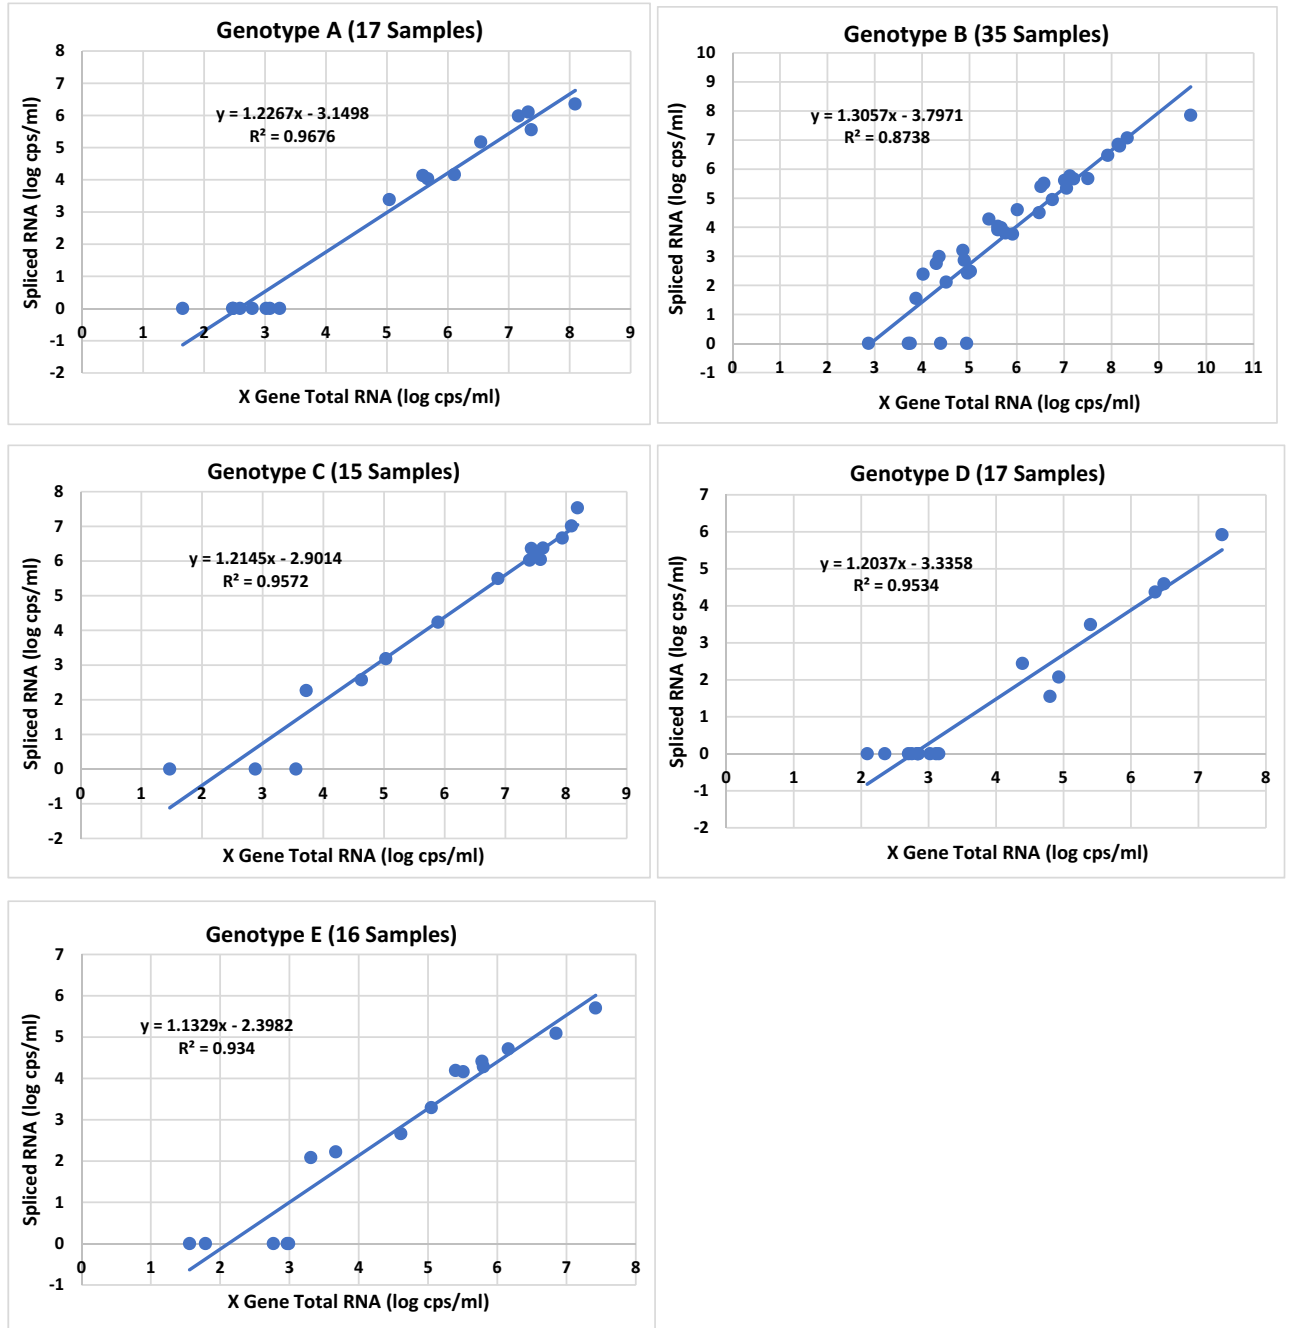 Genotype A (17 Samples)
8
7
6
5
4
3
2
1
0
-1
-2
y = 1.2267x - 3.1498
R² = 0.9676
0 1 2 3 4 5 6 7 8 9
Spliced RNA (log cps/ml)
X Gene Total RNA (log cps/ml)
Genotype B (35 Samples)
10
9
8
7
6
5
4
3
2
1
0
-1
y = 1.3057x - 3.7971
R² = 0.8738
0 1 2 3 4 5 6 7 8 9 10 11
Spliced RNA (log cps/ml)
X Gene Total RNA (log cps/ml)
Genotype C (15 Samples)
8
7
6
5
4
3
2
1
0
-1
-2
y = 1.2145x - 2.9014
R² = 0.9572
0 1 2 3 4 5 6 7 8 9
Spliced RNA (log cps/ml)
X Gene Total RNA (log cps/ml)
Genotype D (17 Samples)
7
6
5
4
3
2
1
0
-1
-2
y = 1.2037x - 3.3358
R² = 0.9534
0 1 2 3 4 5 6 7 8
Spliced RNA (log cps/ml)
X Gene Total RNA (log cps/ml)
Genotype E (16 Samples)
7
6
5
4
3
2
1
0
-1
y = 1.1329x - 2.3982
R² = 0.934
0 1 2 3 4 5 6 7 8
Spliced RNA (log cps/ml)
X Gene Total RNA (log cps/ml)